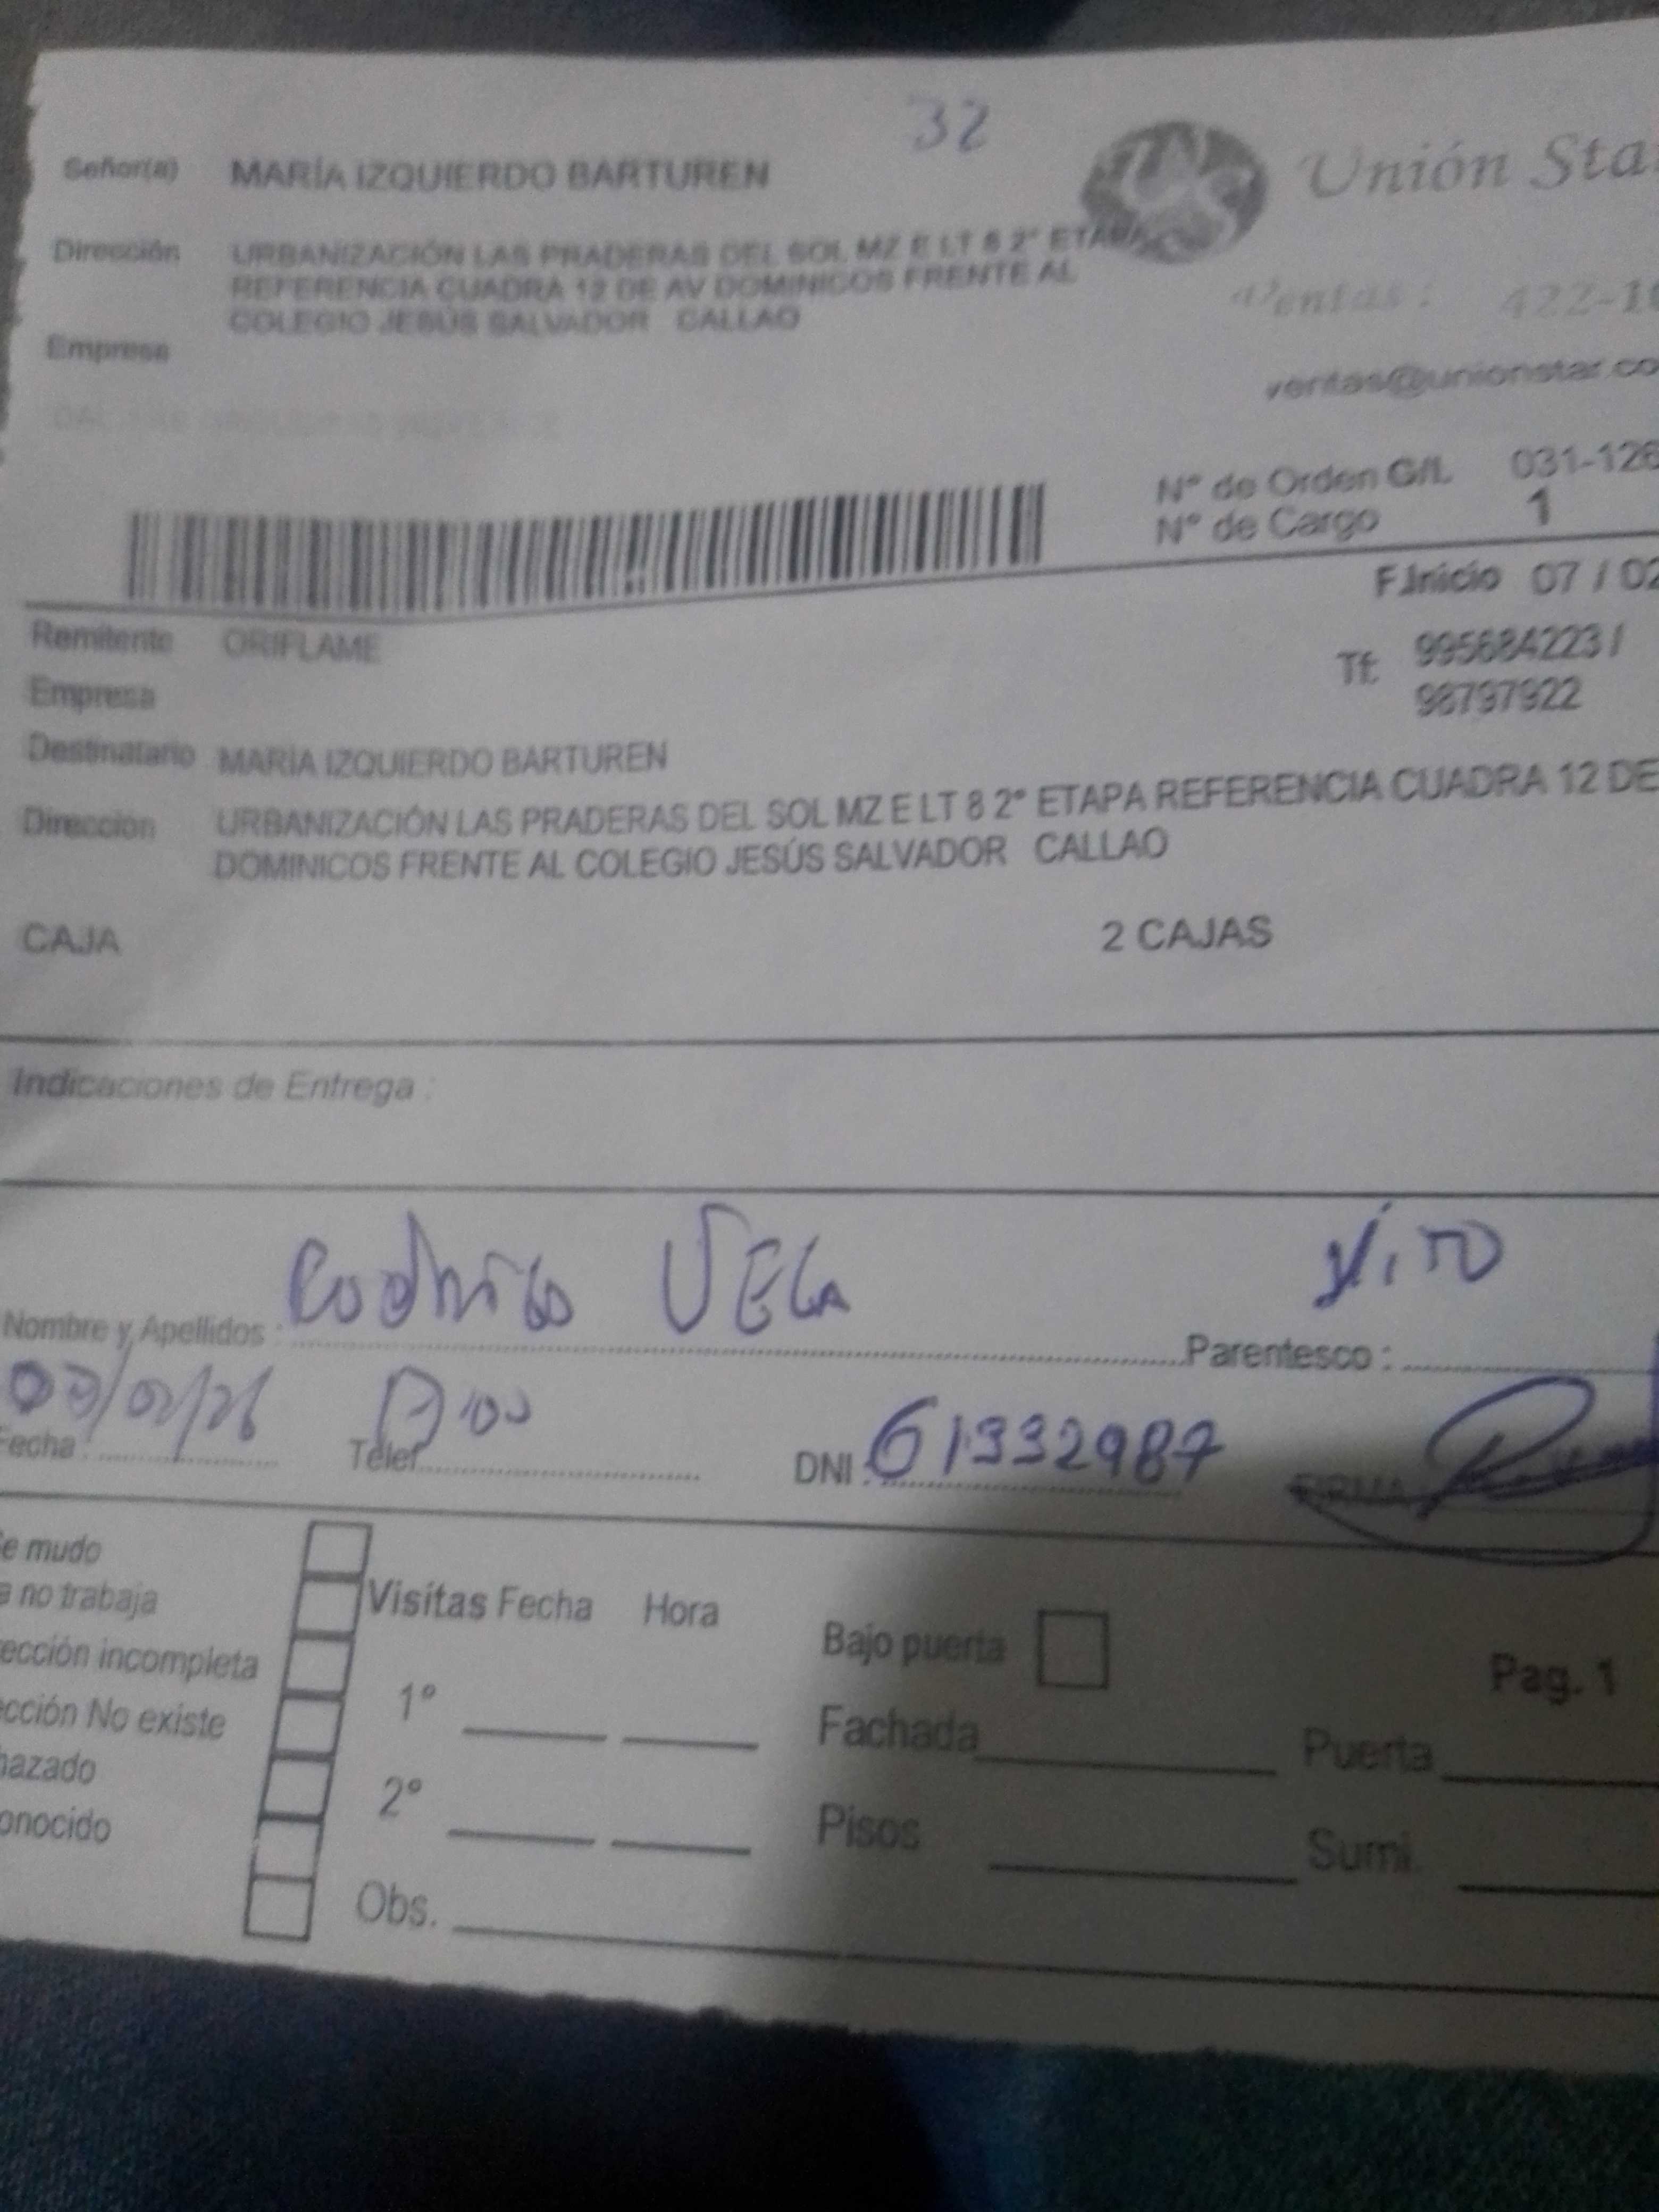 32
Señor(a) MARÍA IZQUIERDO BARTUREN
Unión Sta
Dirección URBANIZACIÓN LAS PRADERAS DEL SOL MZ E LT 8 2° ETAPA
REFERENCIA CUADRA 12 DE AV DOMINICOS FRENTE AL
COLEGIO JESÚS SALVADOR CALLAO
Ventas : 422-1
Empresa
ventas@unionstar.co
N° de Orden G/L 031-126
N° de Cargo 1
F.Inicio 07 / 02
Remitente ORIFLAME
Tf: 995684223 /
98797922
Empresa
Destinatario MARÍA IZQUIERDO BARTUREN
Dirección URBANIZACIÓN LAS PRADERAS DEL SOL MZ E LT 8 2° ETAPA REFERENCIA CUADRA 12 DE
DOMINICOS FRENTE AL COLEGIO JESÚS SALVADOR CALLAO
CAJA 2 CAJAS
Indicaciones de Entrega :
Nombre y Apellidos : Rodrigo VEGA Parentesco :
Fecha : Telef. DNI : 61332987 FIRMA
e mudo
a no trabaja
Visitas Fecha Hora
ección incompleta
Bajo puerta
Pag. 1
cción No existe
1°
Fachada Puerta
hazado
2°
onocido
Pisos Sumi.
Obs.